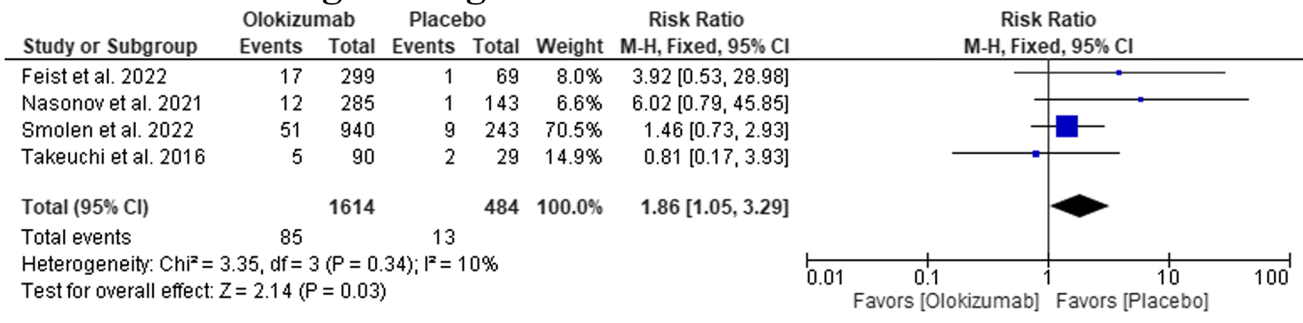 Olokizumab Placebo Risk Ratio Risk Ratio
Study or Subgroup Events Total Events Total Weight M-H, Fixed, 95% CI M-H, Fixed, 95% CI
Feist et al. 2022 17 299 1 69 8.0% 3.92 [0.53, 28.98]
Nasonov et al. 2021 12 285 1 143 6.6% 6.02 [0.79, 45.85]
Smolen et al. 2022 51 940 9 243 70.5% 1.46 [0.73, 2.93]
Takeuchi et al. 2016 5 90 2 29 14.9% 0.81 [0.17, 3.93]
Total (95% CI) 1614 484 100.0% 1.86 [1.05, 3.29]
Total events 85 13
Heterogeneity: Chi² = 3.35, df = 3 (P = 0.34); I² = 10%
Test for overall effect: Z = 2.14 (P = 0.03)
0.01 0.1 1 10 100
Favors [Olokizumab] Favors [Placebo]